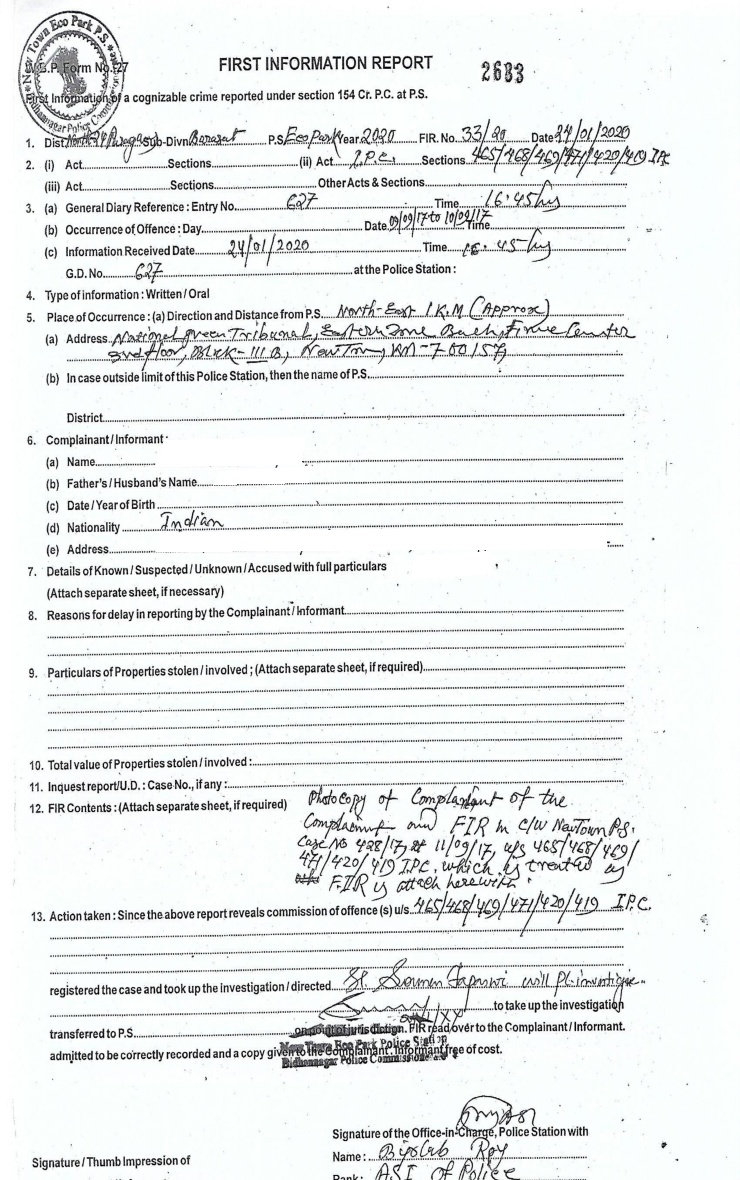 New Town Eco Park P.S.
Bidhannagar Police Commissionerate
FIRST INFORMATION REPORT
2683
W.B.P. Form No. 27
First Information of a cognizable crime reported under section 154 Cr. P.C. at P.S.
1. Dist. North 24 Parganas Sub-Divn. Barasat P.S. Eco Park Year 2020 FIR. No. 33/20 Date 24/01/2020
2. (i) Act Sections (ii) Act I.P.C. Sections 465/468/469/471/420/419 IPC
(iii) Act Sections Other Acts & Sections
3. (a) General Diary Reference : Entry No. 627 Time 16.45 hrs
(b) Occurrence of Offence : Day Date 09/09/17 to 10/09/17 Time
(c) Information Received Date 24/01/2020 Time 16.45 hrs
G.D. No. 627 at the Police Station :
4. Type of information : Written / Oral
5. Place of Occurrence : (a) Direction and Distance from P.S. North-East 1 K.M (Approx)
(a) Address National green Tribunal, Eastern Zone Centre
floor, Block - III B, New Town, Kol - 700157
(b) In case outside limit of this Police Station, then the name of P.S.
District
6. Complainant / Informant
(a) Name
(b) Father's / Husband's Name
(c) Date / Year of Birth
(d) Nationality Indian
(e) Address
7. Details of Known / Suspected / Unknown / Accused with full particulars
(Attach separate sheet, if necessary)
8. Reasons for delay in reporting by the Complainant / Informant
9. Particulars of Properties stolen / involved ; (Attach separate sheet, if required)
10. Total value of Properties stolen / involved :
11. Inquest report/U.D. : Case No., if any :
12. FIR Contents : (Attach separate sheet, if required) Photo copy of Complaint of the
Complainant and FIR in C/W New Town P.S.
Case No 428/17 dt 11/09/17, u/s 465/468/469/
471/420/419 I.P.C. which is treated as
F.I.R is attach herewith.
13. Action taken : Since the above report reveals commission of offence (s) u/s. 465/468/469/471/420/419 I.P.C.
registered the case and took up the investigation / directed SI Soumen will pl. investigate
to take up the investigation
transferred to P.S. on point of jurisdiction. FIR read over to the Complainant / Informant.
admitted to be correctly recorded and a copy given to the Complainant. Informant free of cost.
New Town Eco Park Police Station
Bidhannagar Police Commissionerate
Signature of the Office-in-Charge, Police Station with
Name : Biplab Roy
Signature / Thumb Impression of
Rank : ASI of Police